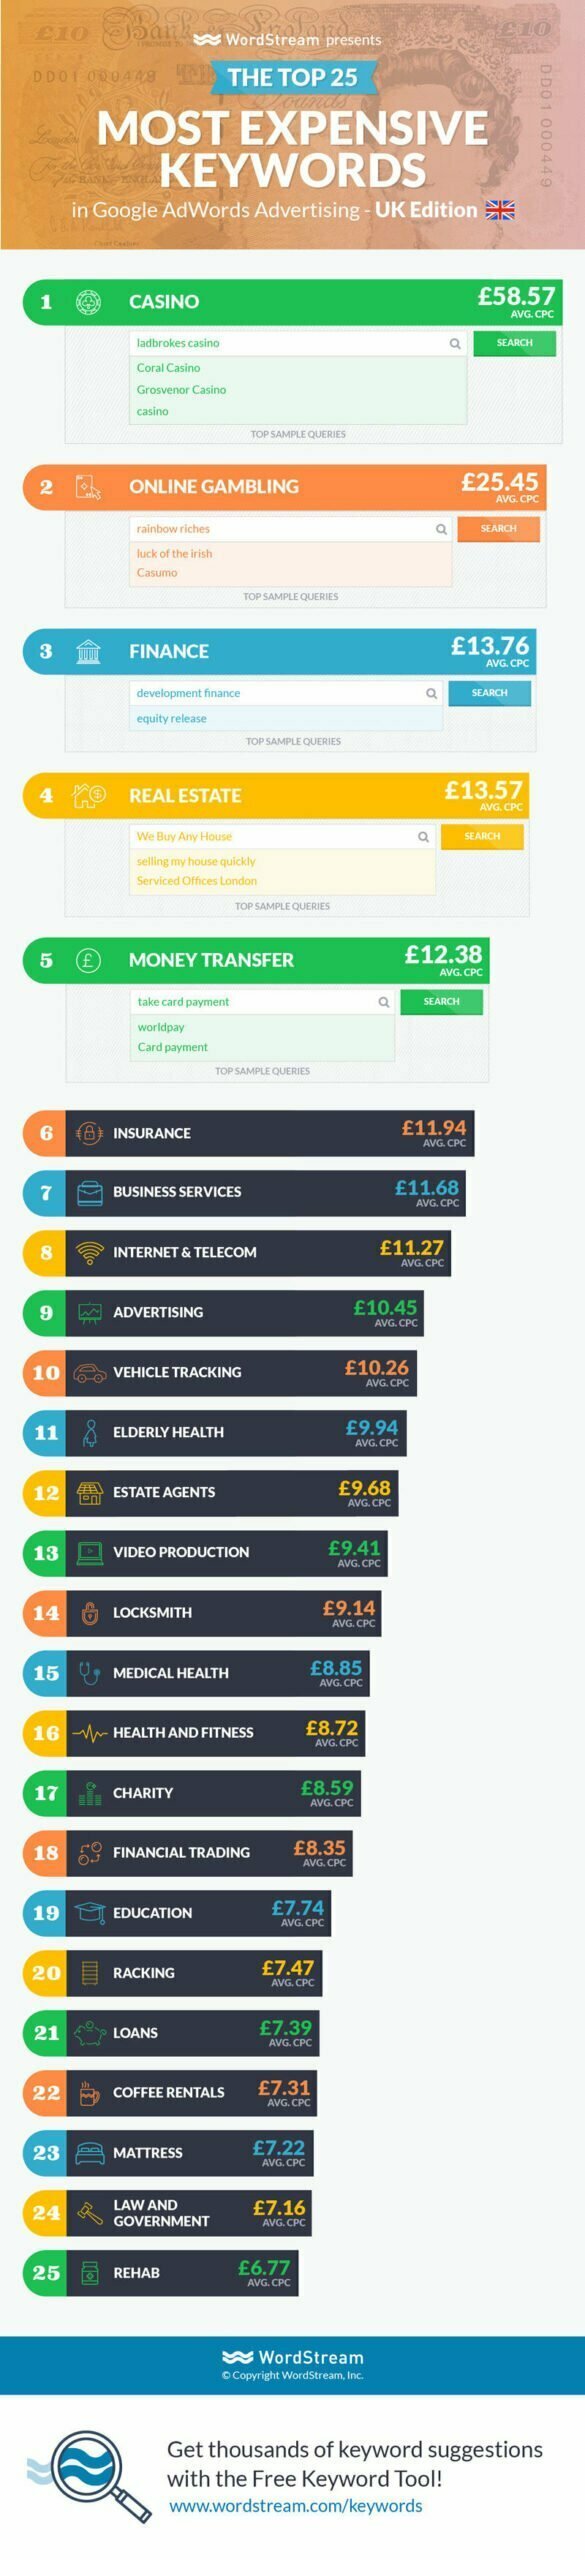 £10
£10
WordStream presents
DD01 000449
THE TOP 25
MOST EXPENSIVE
KEYWORDS
in Google AdWords Advertising - UK Edition
DD01 000449
Chief Cashier
1
CASINO
£58.57
AVG. CPC
ladbrokes casino
SEARCH
Coral Casino
Grosvenor Casino
casino
TOP SAMPLE QUERIES
2
ONLINE GAMBLING
£25.45
AVG. CPC
rainbow riches
SEARCH
luck of the irish
Casumo
TOP SAMPLE QUERIES
3
FINANCE
£13.76
AVG. CPC
development finance
SEARCH
equity release
TOP SAMPLE QUERIES
4
REAL ESTATE
£13.57
AVG. CPC
We Buy Any House
SEARCH
selling my house quickly
Serviced Offices London
TOP SAMPLE QUERIES
5
MONEY TRANSFER
£12.38
AVG. CPC
take card payment
SEARCH
worldpay
Card payment
TOP SAMPLE QUERIES
6
INSURANCE
£11.94
AVG. CPC
7
BUSINESS SERVICES
£11.68
AVG. CPC
8
INTERNET & TELECOM
£11.27
AVG. CPC
9
ADVERTISING
£10.45
AVG. CPC
10
VEHICLE TRACKING
£10.26
AVG. CPC
11
ELDERLY HEALTH
£9.94
AVG. CPC
12
ESTATE AGENTS
£9.68
AVG. CPC
13
VIDEO PRODUCTION
£9.41
AVG. CPC
14
LOCKSMITH
£9.14
AVG. CPC
15
MEDICAL HEALTH
£8.85
AVG. CPC
16
HEALTH AND FITNESS
£8.72
AVG. CPC
17
CHARITY
£8.59
AVG. CPC
18
FINANCIAL TRADING
£8.35
AVG. CPC
19
EDUCATION
£7.74
AVG. CPC
20
RACKING
£7.47
AVG. CPC
21
LOANS
£7.39
AVG. CPC
22
COFFEE RENTALS
£7.31
AVG. CPC
23
MATTRESS
£7.22
AVG. CPC
24
LAW AND
GOVERNMENT
£7.16
AVG. CPC
25
REHAB
£6.77
AVG. CPC
WordStream
© Copyright WordStream, Inc.
Get thousands of keyword suggestions
with the Free Keyword Tool!
www.wordstream.com/keywords